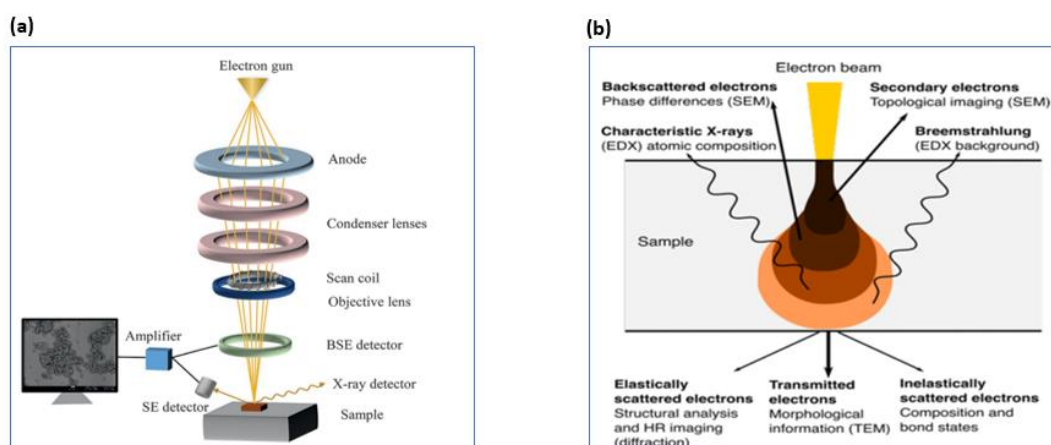 (a)
Electron gun
Anode
Condenser lenses
Scan coil
Objective lens
BSE detector
Amplifier
X-ray detector
SE detector
Sample
(b)
Electron beam
Backscattered electrons
Phase differences (SEM)
Secondary electrons
Topological imaging (SEM)
Characteristic X-rays
(EDX) atomic composition
Breemstrahlung
(EDX background)
Sample
Elastically
scattered electrons
Structural analysis
and HR imaging
(diffraction)
Transmitted
electrons
Morphological
information (TEM)
Inelastically
scattered electrons
Composition and
bond states